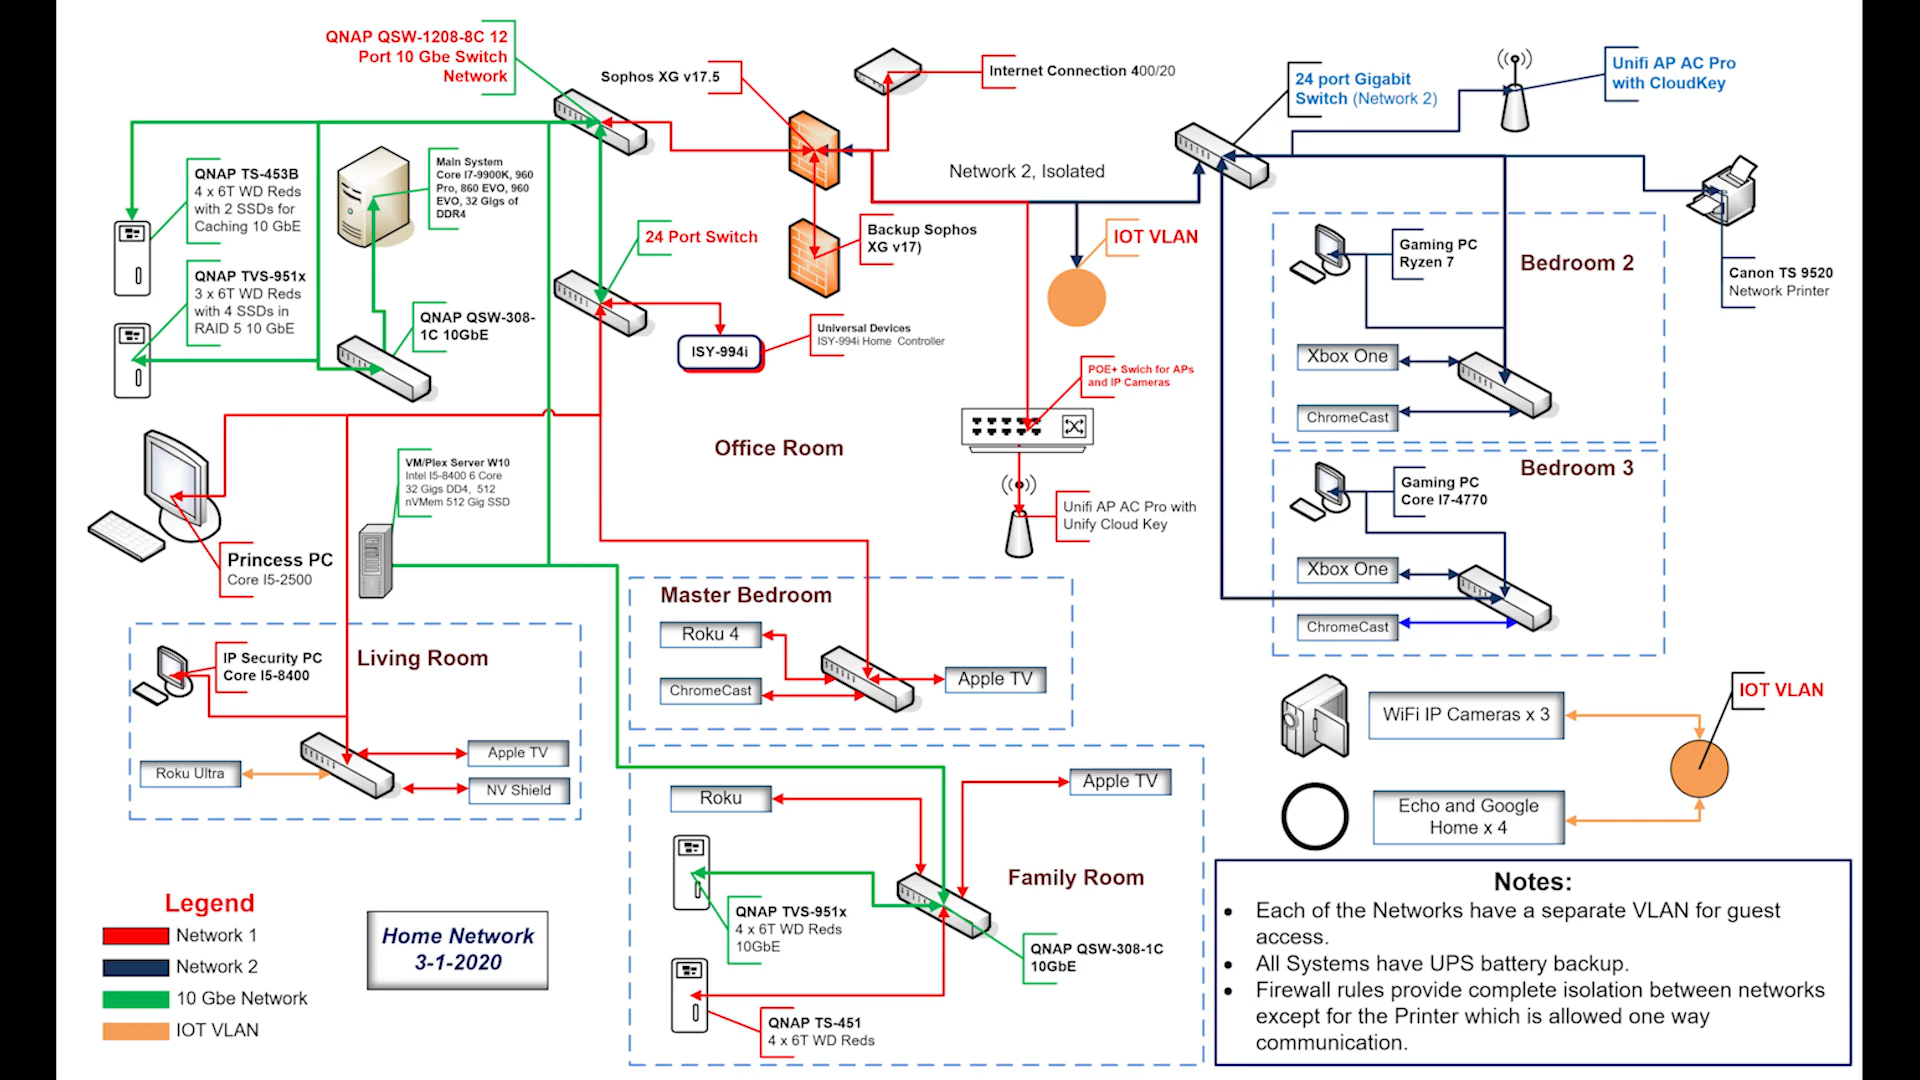 QNAP QSW-1208-8C 12
Port 10 Gbe Switch
Network
Sophos XG v17.5
Internet Connection 400/20
24 port Gigabit
Switch (Network 2)
Unifi AP AC Pro
with CloudKey
QNAP TS-453B
4 x 6T WD Reds
with 2 SSDs for
Caching 10 GbE
Main System
Core I7-9900K, 960
Pro, 860 EVO, 960
EVO, 32 GIgs of
DDR4
Network 2, Isolated
24 Port Switch
Backup Sophos
XG v17)
IOT VLAN
Gaming PC
Ryzen 7
Bedroom 2
Canon TS 9520
Network Printer
QNAP TVS-951x
3 x 6T WD Reds
with 4 SSDs in
RAID 5 10 GbE
QNAP QSW-308-
1C 10GbE
ISY-994i
Universal Devices
ISY-994i Home Controller
POE+ Swich for APs
and IP Cameras
Xbox One
ChromeCast
Office Room
VM/Plex Server W10
Intel I5-8400 6 Core
32 Gigs DD4, 512
nVMem 512 Gig SSD
Unifi AP AC Pro with
Unify Cloud Key
Bedroom 3
Gaming PC
Core I7-4770
Xbox One
ChromeCast
Princess PC
Core I5-2500
Master Bedroom
Roku 4
ChromeCast
Apple TV
IP Security PC
Core I5-8400
Living Room
Apple TV
Roku Ultra
NV Shield
IOT VLAN
WiFi IP Cameras x 3
Echo and Google
Home x 4
Roku
Apple TV
Family Room
QNAP TVS-951x
4 x 6T WD Reds
10GbE
QNAP QSW-308-1C
10GbE
QNAP TS-451
4 x 6T WD Reds
Legend
Network 1
Network 2
10 Gbe Network
IOT VLAN
Home Network
3-1-2020
Notes:
• Each of the Networks have a separate VLAN for guest
access.
• All Systems have UPS battery backup.
• Firewall rules provide complete isolation between networks
except for the Printer which is allowed one way
communication.